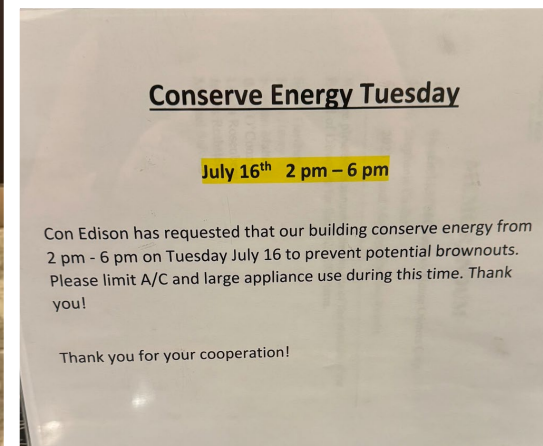 Conserve Energy Tuesday
July 16th 2 pm – 6 pm
Con Edison has requested that our building conserve energy from
2 pm - 6 pm on Tuesday July 16 to prevent potential brownouts.
Please limit A/C and large appliance use during this time. Thank
you!
Thank you for your cooperation!